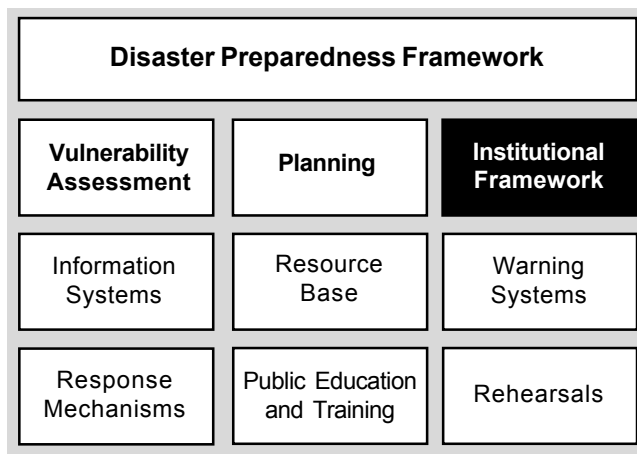 Disaster Preparedness Framework
Vulnerability
Assessment
Planning
Institutional
Framework
Information
Systems
Resource
Base
Warning
Systems
Response
Mechanisms
Public Education
and Training
Rehearsals